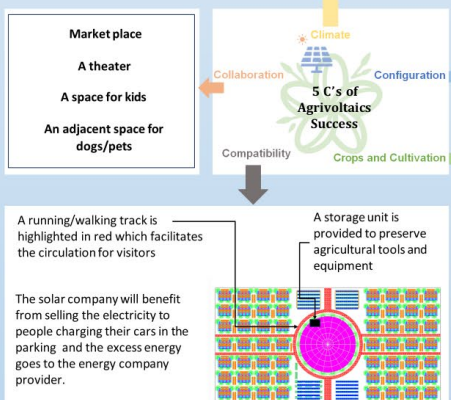 Market place
A theater
A space for kids
An adjacent space for
dogs/pets
Climate
Collaboration
Configuration
5 C's of
Agrivoltaics
Success
Compatibility
Crops and Cultivation
A running/walking track is
highlighted in red which facilitates
the circulation for visitors
A storage unit is
provided to preserve
agricultural tools and
equipment
The solar company will benefit
from selling the electricity to
people charging their cars in the
parking and the excess energy
goes to the energy company
provider.